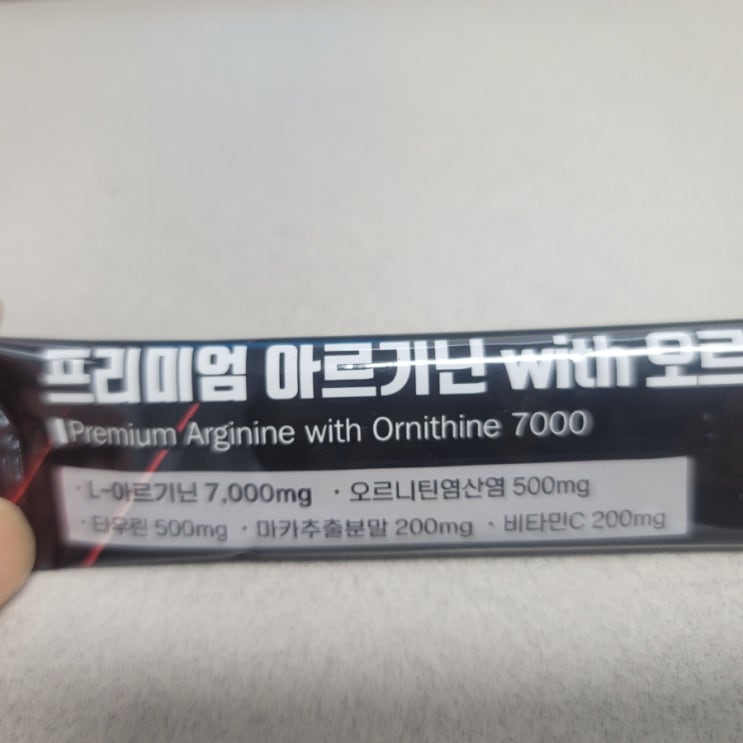 프리미엄 아르기닌 with 오르
Premium Arginine with Ornithine 7000
· L-아르기닌 7,000mg · 오르니틴염산염 500mg
· 타우린 500mg · 마카추출분말 200mg · 비타민C 200mg